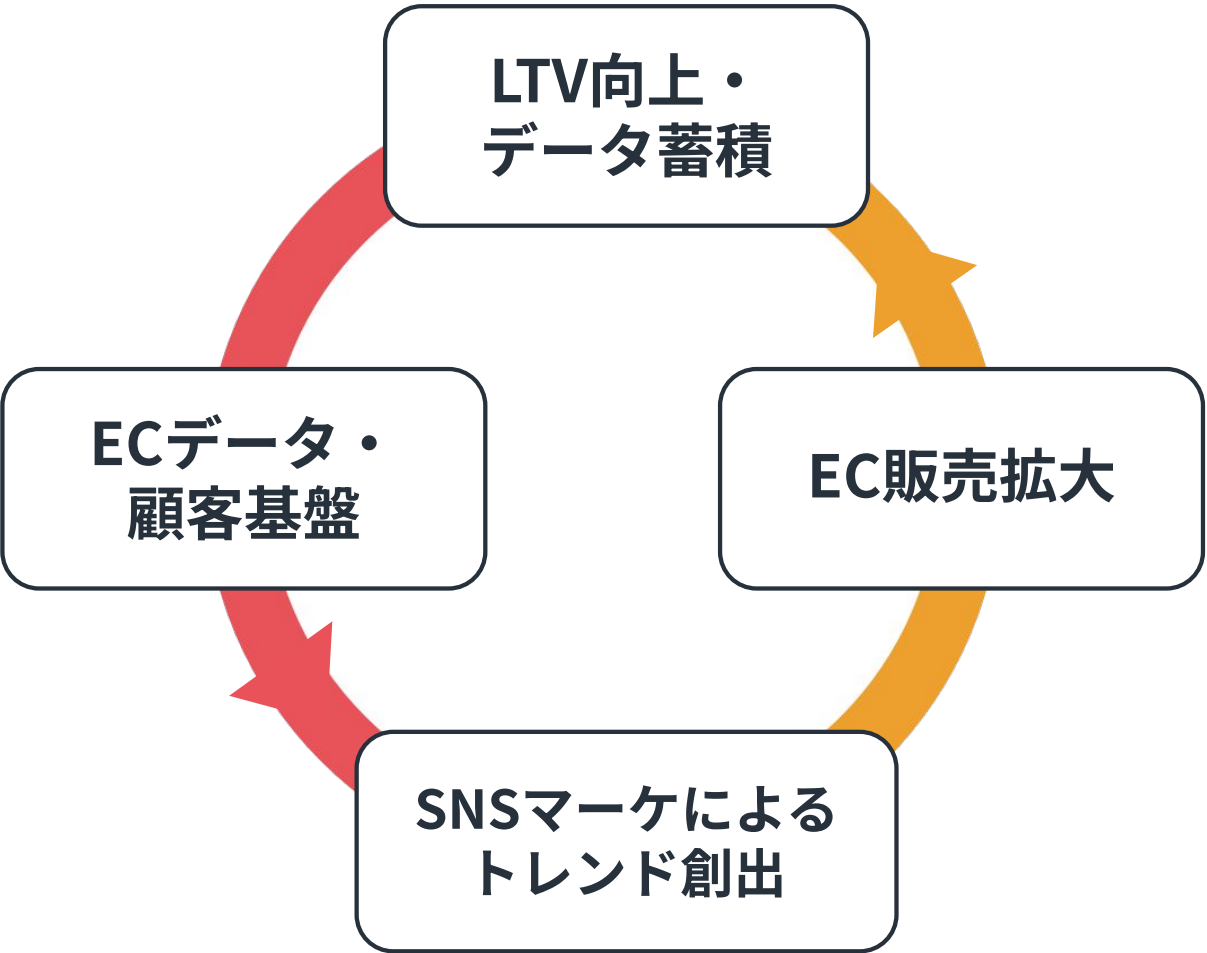 LTV向上・
データ蓄積
ECデータ・
顧客基盤
EC販売拡大
SNSマーケによる
トレンド創出